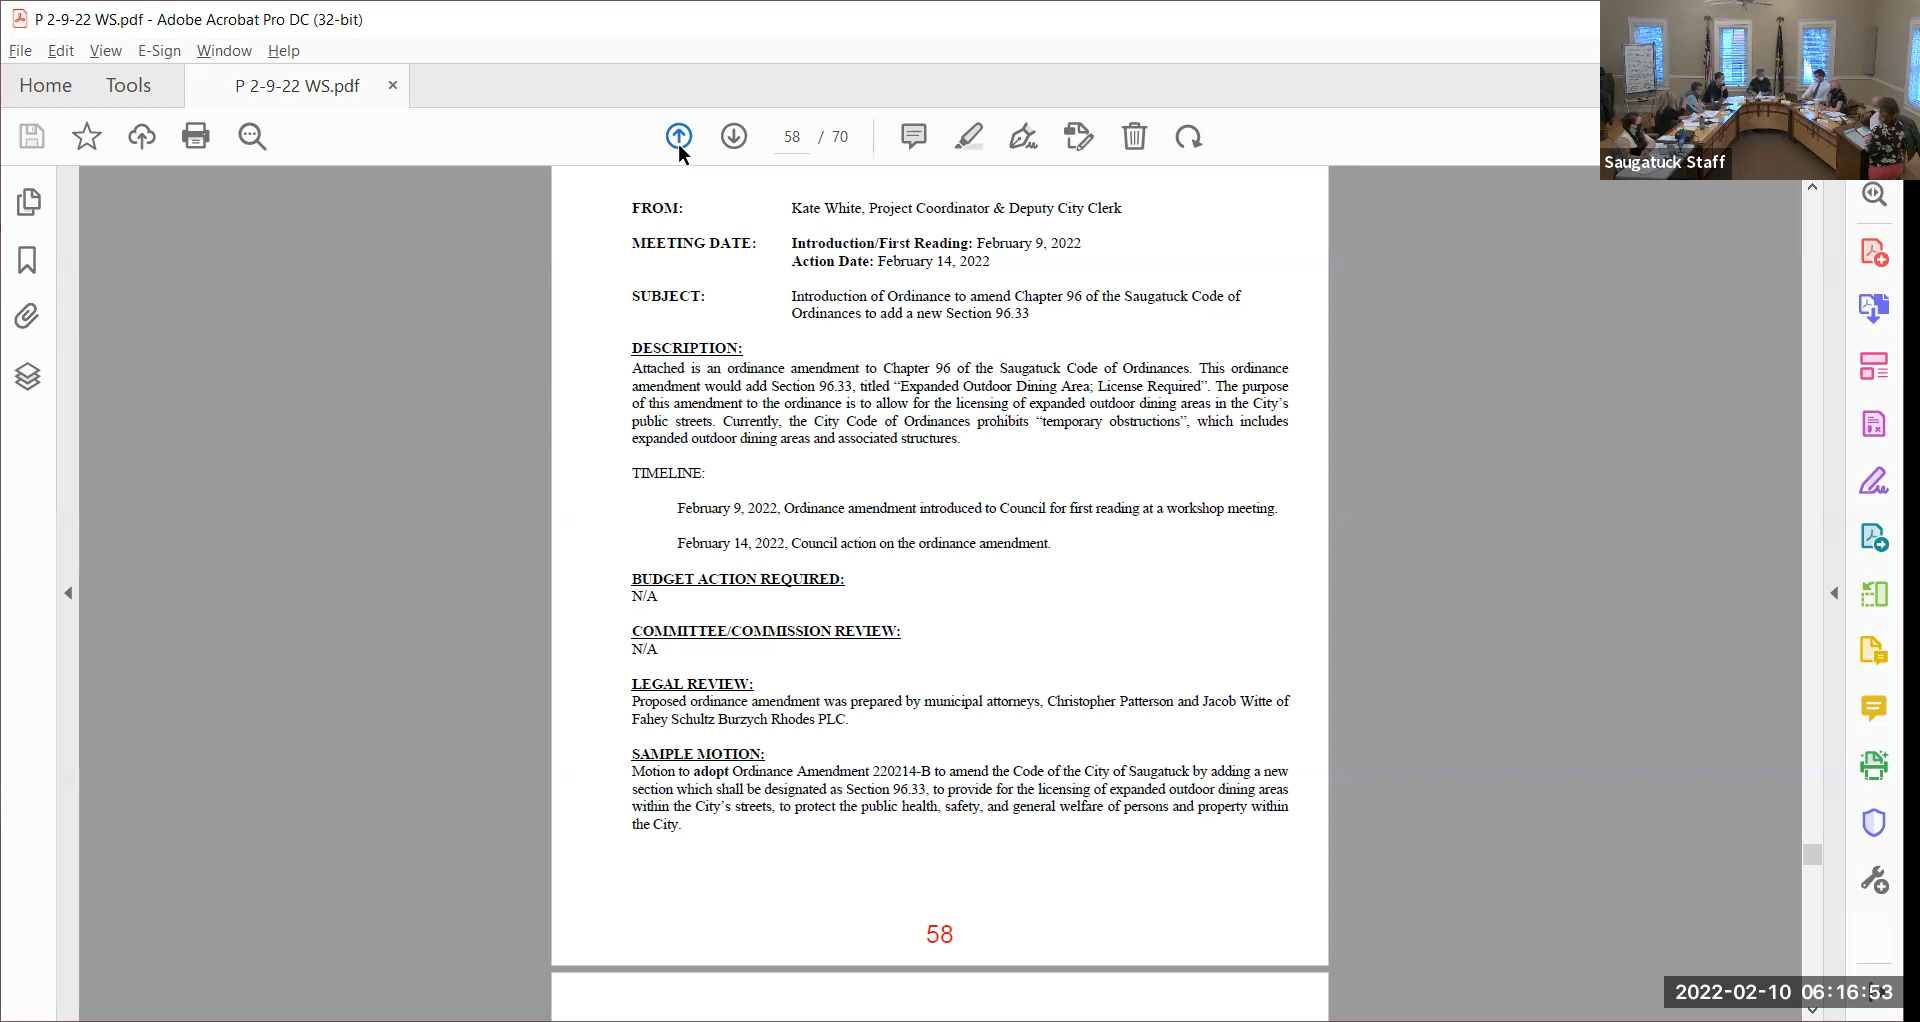 P 2-9-22 WS.pdf - Adobe Acrobat Pro DC (32-bit)
File Edit View E-Sign Window Help
Home Tools P 2-9-22 WS.pdf ×
58 / 70
Saugatuck Staff
FROM: Kate White, Project Coordinator & Deputy City Clerk
MEETING DATE: Introduction/First Reading: February 9, 2022
Action Date: February 14, 2022
SUBJECT: Introduction of Ordinance to amend Chapter 96 of the Saugatuck Code of
Ordinances to add a new Section 96.33
DESCRIPTION:
Attached is an ordinance amendment to Chapter 96 of the Saugatuck Code of Ordinances. This ordinance
amendment would add Section 96.33, titled “Expanded Outdoor Dining Area; License Required”. The purpose
of this amendment to the ordinance is to allow for the licensing of expanded outdoor dining areas in the City’s
public streets. Currently, the City Code of Ordinances prohibits “temporary obstructions”, which includes
expanded outdoor dining areas and associated structures.
TIMELINE:
February 9, 2022, Ordinance amendment introduced to Council for first reading at a workshop meeting.
February 14, 2022, Council action on the ordinance amendment.
BUDGET ACTION REQUIRED:
N/A
COMMITTEE/COMMISSION REVIEW:
N/A
LEGAL REVIEW:
Proposed ordinance amendment was prepared by municipal attorneys, Christopher Patterson and Jacob Witte of
Fahey Schultz Burzych Rhodes PLC.
SAMPLE MOTION:
Motion to adopt Ordinance Amendment 220214-B to amend the Code of the City of Saugatuck by adding a new
section which shall be designated as Section 96.33, to provide for the licensing of expanded outdoor dining areas
within the City’s streets, to protect the public health, safety, and general welfare of persons and property within
the City.
58
2022-02-10 06:16:53